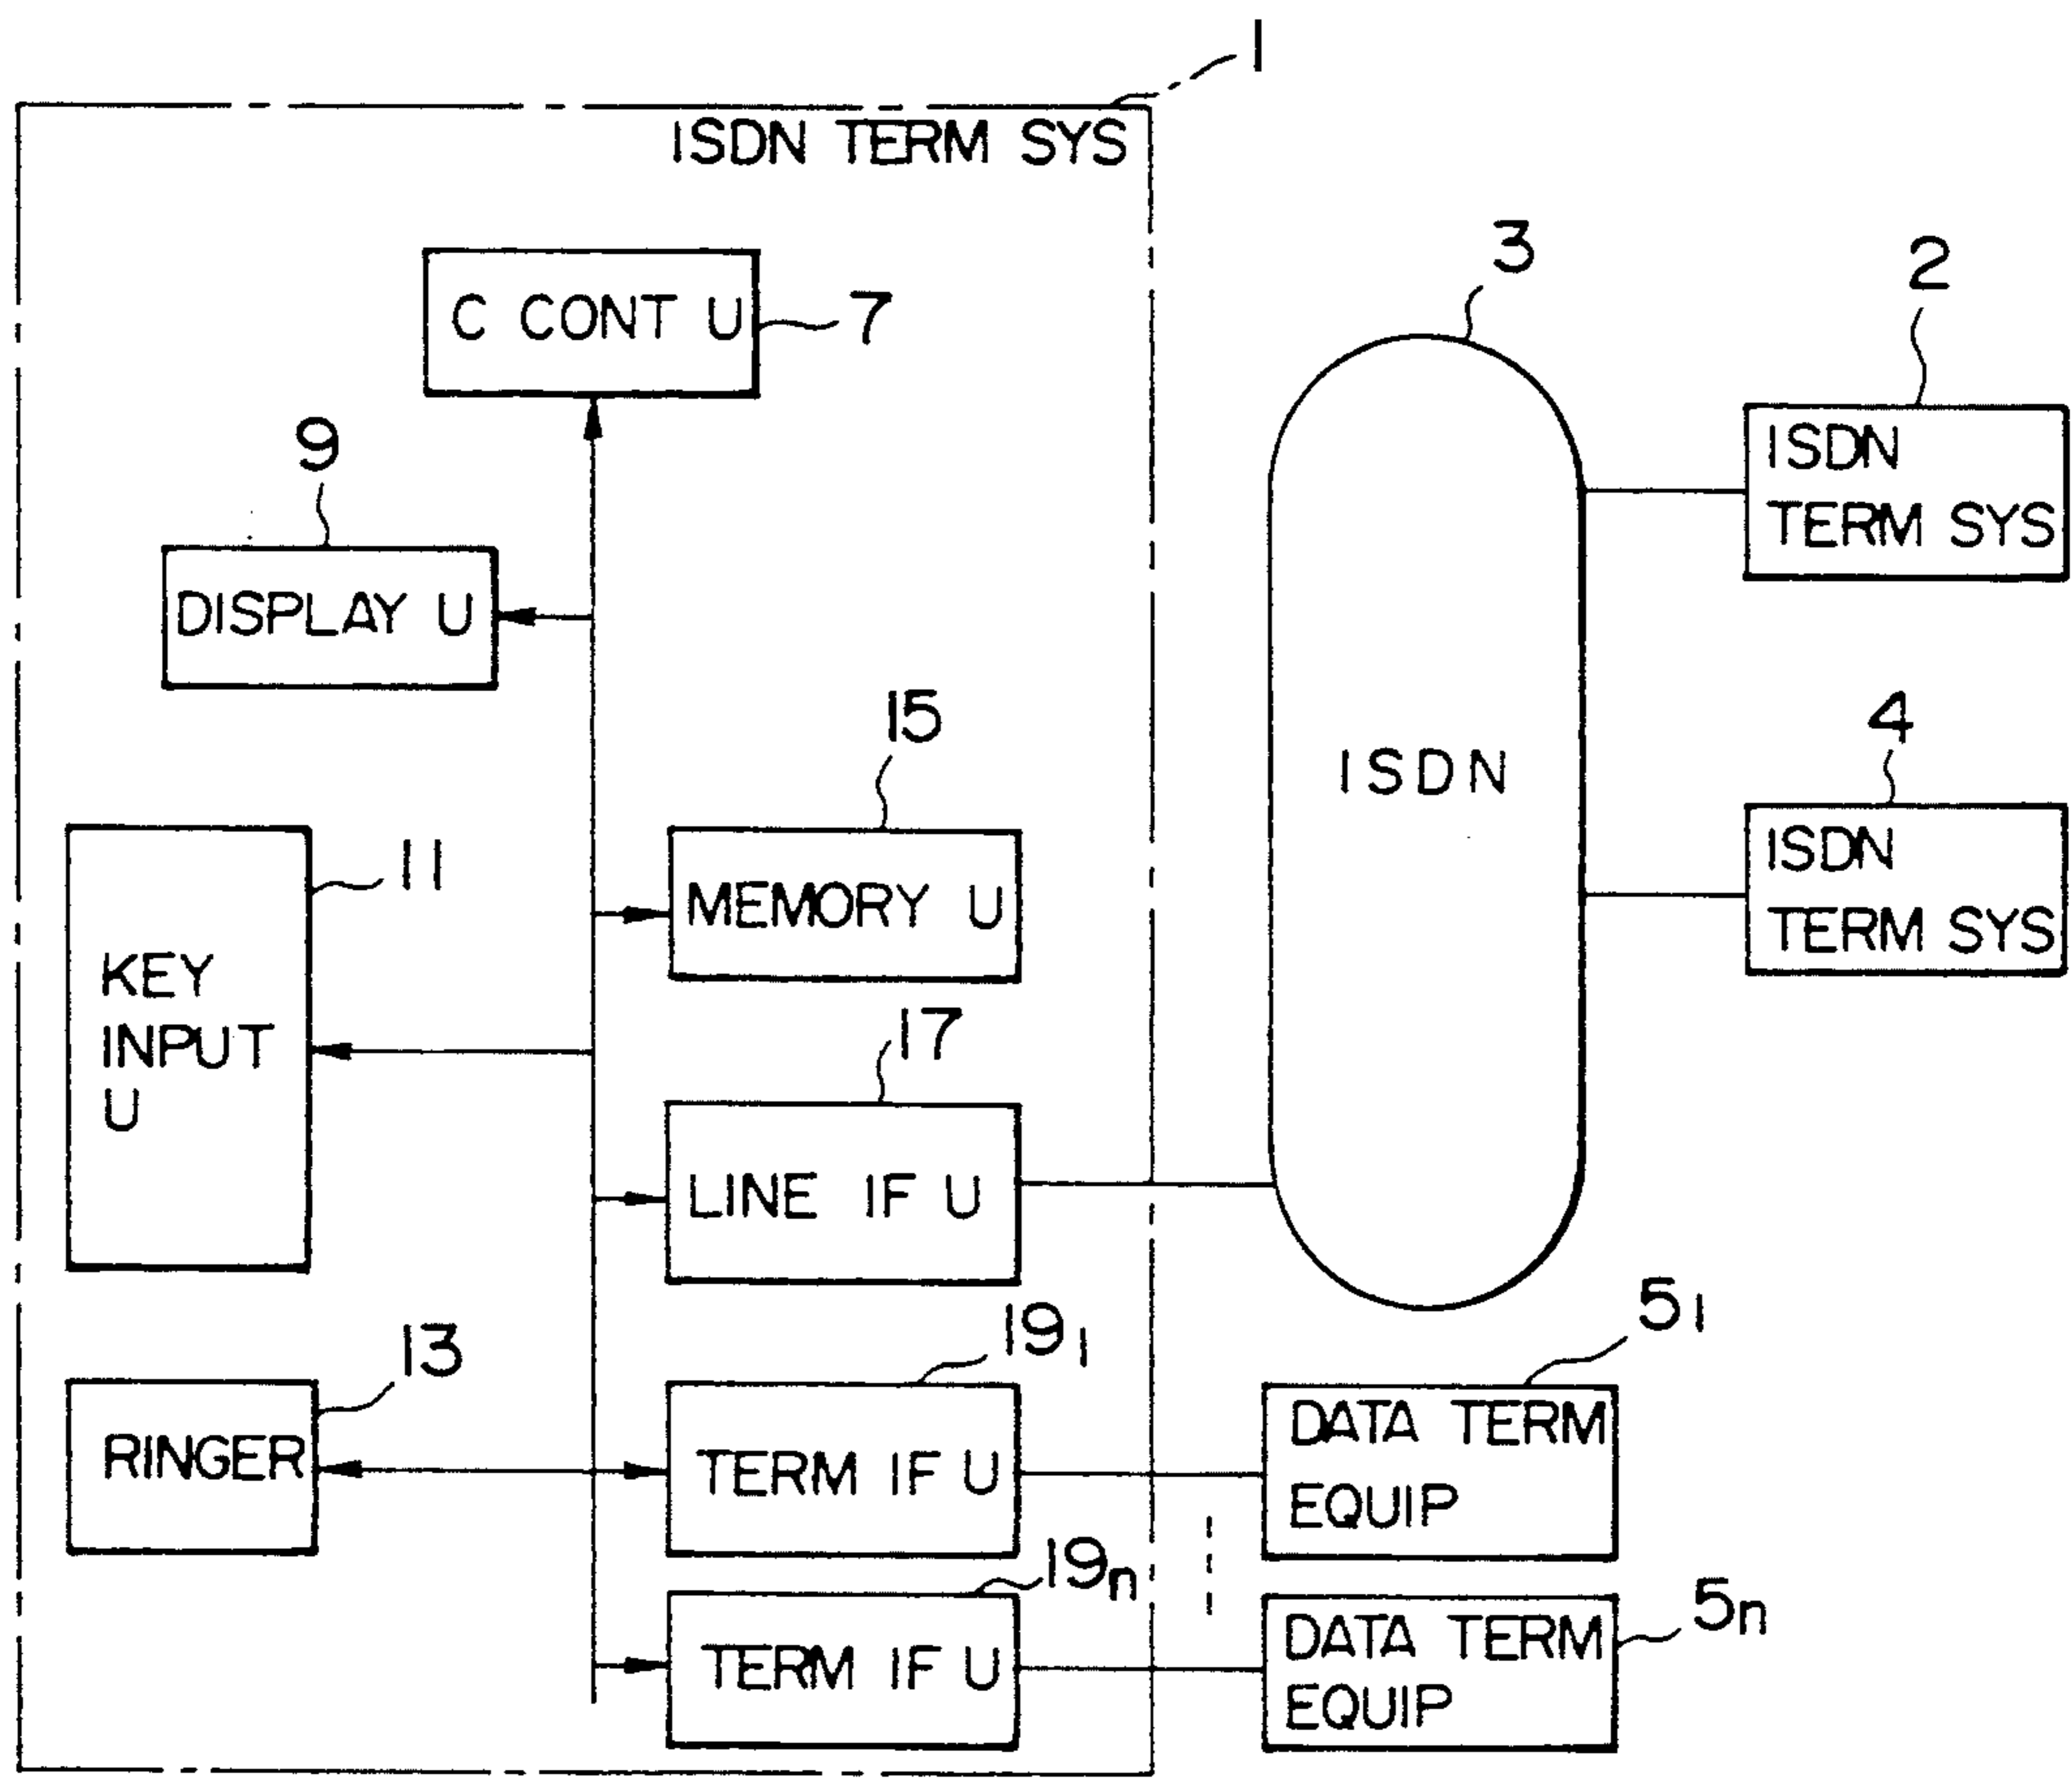 1
ISDN TERM SYS
C CONT U
7
3
2
ISDN
TERM SYS
9
DISPLAY U
15
MEMORY U
ISDN
4
ISDN
TERM SYS
11
KEY
INPUT
U
17
LINE IF U
13
RINGER
19₁
TERM IF U
5₁
DATA TERM
EQUIP
19ₙ
TERM IF U
5ₙ
DATA TERM
EQUIP